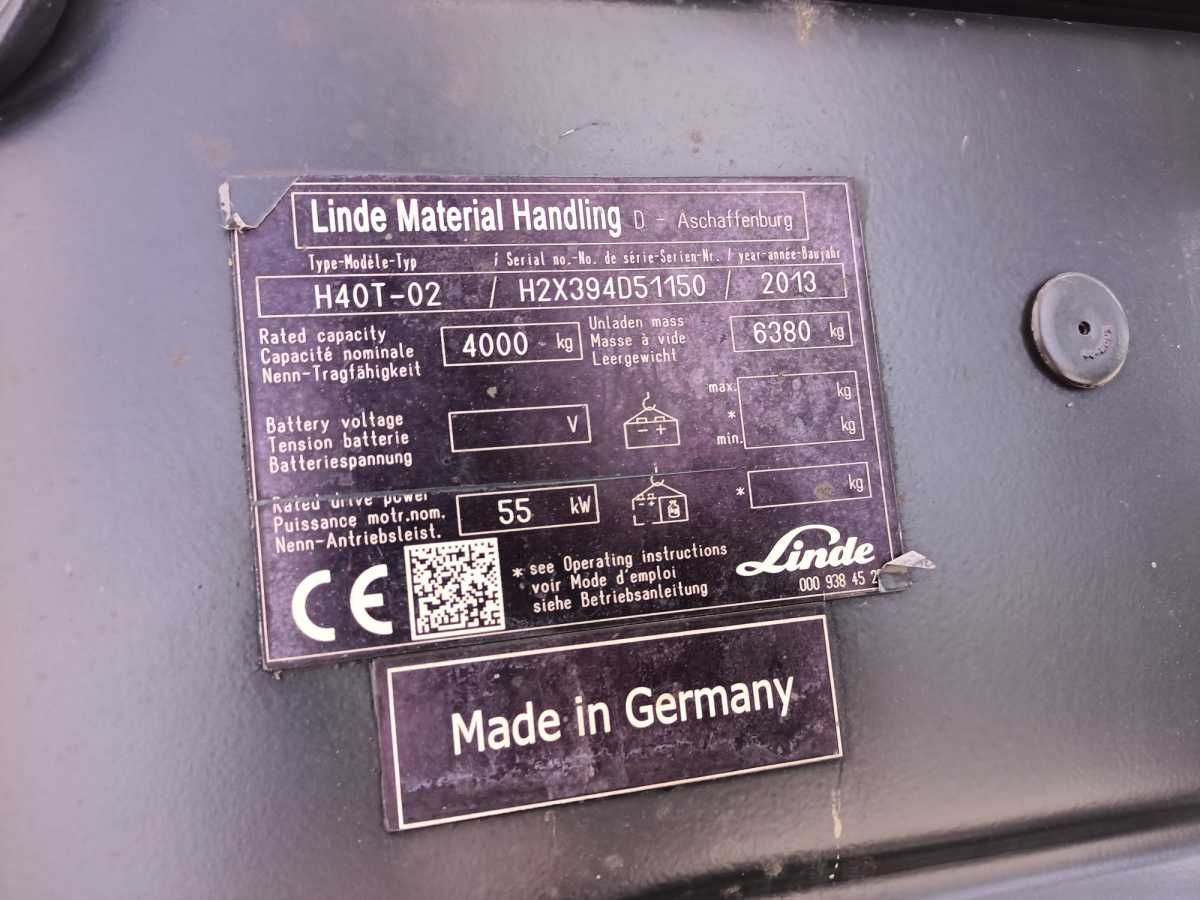 Linde Material Handling D - Aschaffenburg
Type-Modèle-Typ / Serial no.-No. de série-Serien-Nr. / year-année-Baujahr
H40T-02 / H2X394D51150 / 2013
Rated capacity
Capacité nominale
Nenn-Tragfähigkeit
4000 kg
Unladen mass
Masse à vide
Leergewicht
6380 kg
Battery voltage
Tension batterie
Batteriespannung
V
- +
max.
*
min.
kg
kg
Rated drive power
Puissance motr.nom.
Nenn-Antriebsleist.
55 kW
- +
* kg
CE
* see Operating instructions
voir Mode d'emploi
siehe Betriebsanleitung
Linde
000 938 45
Made in Germany